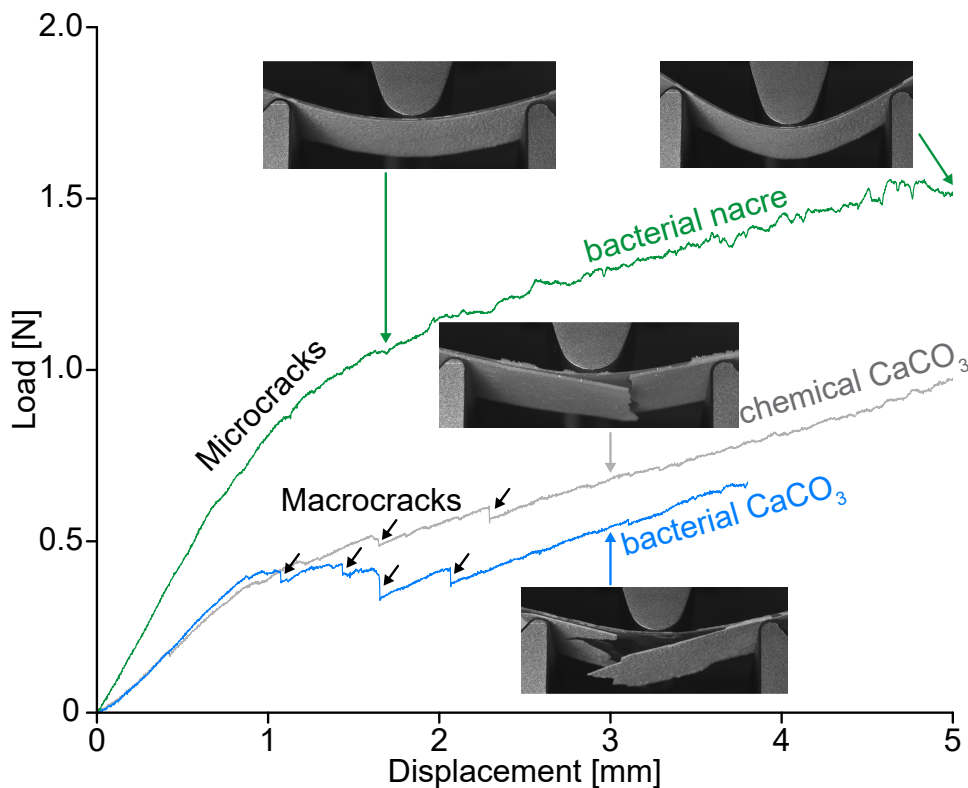 2.0
1.5
1.0
0.5
0
Load [N]
bacterial nacre
Microcracks
chemical CaCO₃
Macrocracks
bacterial CaCO₃
0
1
2
3
4
5
Displacement [mm]